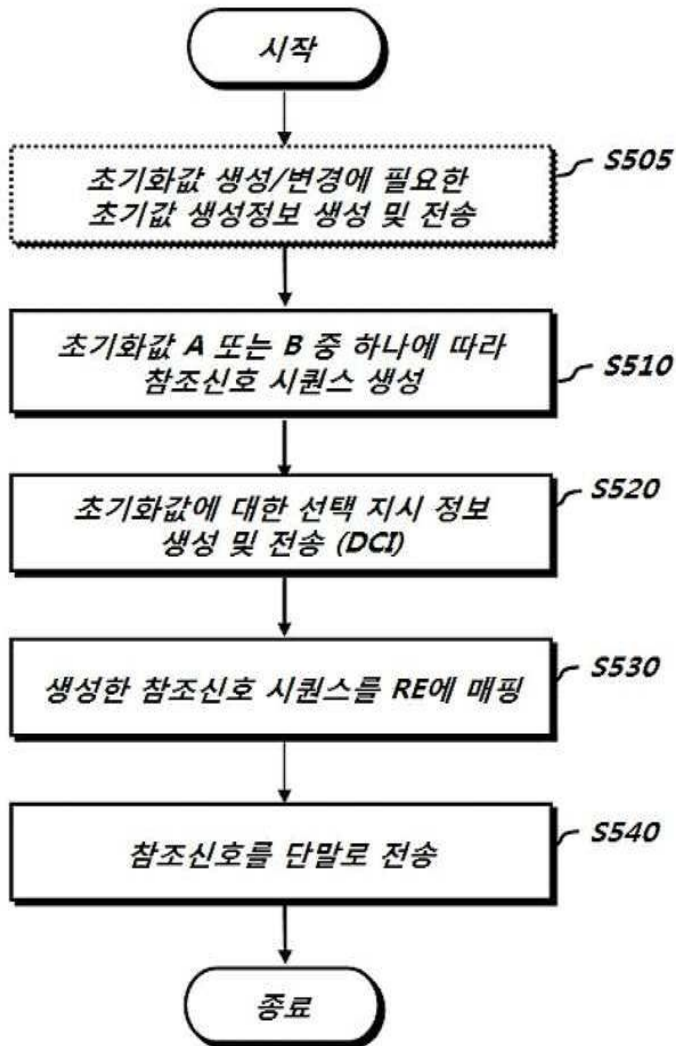 시작
초기화값 생성/변경에 필요한
초기값 생성정보 생성 및 전송
S505
초기화값 A 또는 B 중 하나에 따라
참조신호 시퀀스 생성
S510
초기화값에 대한 선택 지시 정보
생성 및 전송 (DCI)
S520
생성한 참조신호 시퀀스를 RE에 매핑
S530
참조신호를 단말로 전송
S540
종료